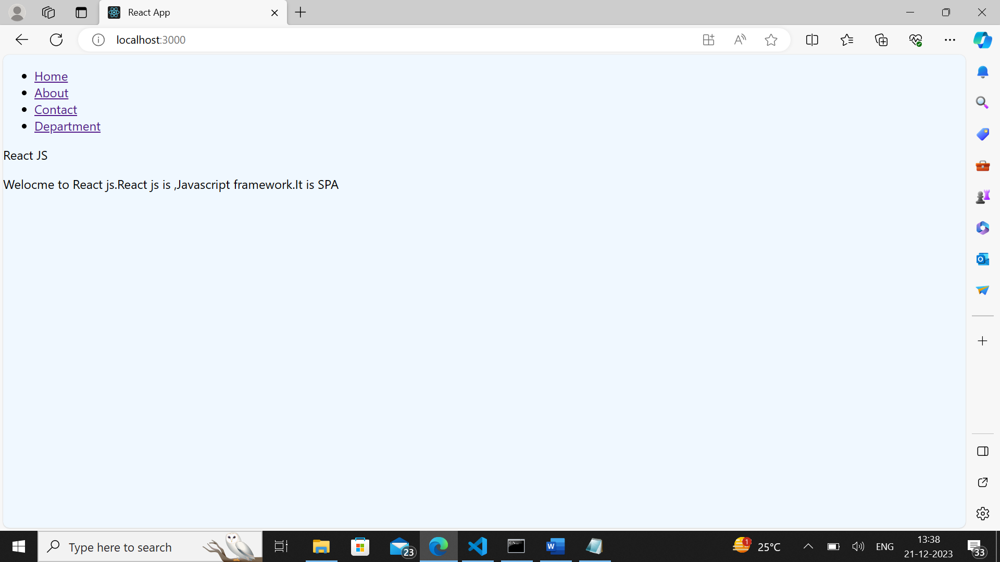 React App
localhost:3000
Home
About
Contact
Department
React JS
Welocme to React js.React js is ,Javascript framework.It is SPA
Type here to search
23
1
25°C
ENG
13:38
21-12-2023
33